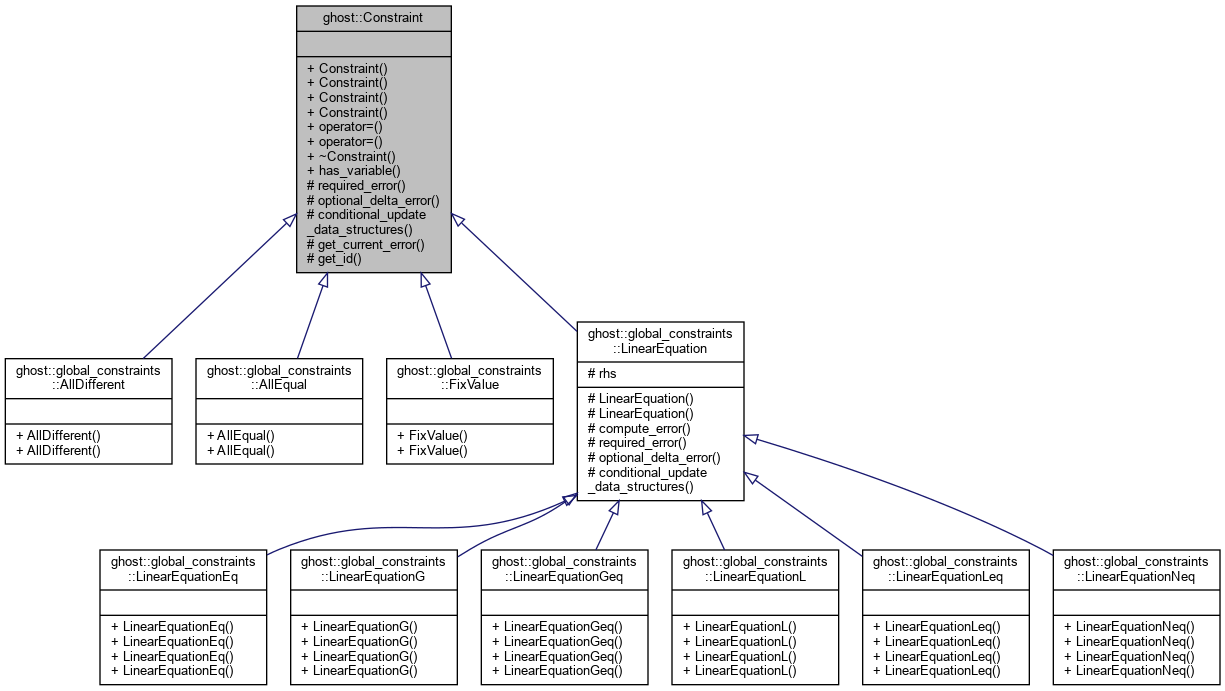 ghost::Constraint
+ Constraint()
+ Constraint()
+ Constraint()
+ Constraint()
+ operator=()
+ operator=()
+ ~Constraint()
+ has_variable()
# required_error()
# optional_delta_error()
# conditional_update
_data_structures()
# get_current_error()
# get_id()
ghost::global_constraints
::AllDifferent
+ AllDifferent()
+ AllDifferent()
ghost::global_constraints
::AllEqual
+ AllEqual()
+ AllEqual()
ghost::global_constraints
::FixValue
+ FixValue()
+ FixValue()
ghost::global_constraints
::LinearEquation
# rhs
# LinearEquation()
# LinearEquation()
# compute_error()
# required_error()
# optional_delta_error()
# conditional_update
_data_structures()
ghost::global_constraints
::LinearEquationEq
+ LinearEquationEq()
+ LinearEquationEq()
+ LinearEquationEq()
+ LinearEquationEq()
ghost::global_constraints
::LinearEquationG
+ LinearEquationG()
+ LinearEquationG()
+ LinearEquationG()
+ LinearEquationG()
ghost::global_constraints
::LinearEquationGeq
+ LinearEquationGeq()
+ LinearEquationGeq()
+ LinearEquationGeq()
+ LinearEquationGeq()
ghost::global_constraints
::LinearEquationL
+ LinearEquationL()
+ LinearEquationL()
+ LinearEquationL()
+ LinearEquationL()
ghost::global_constraints
::LinearEquationLeq
+ LinearEquationLeq()
+ LinearEquationLeq()
+ LinearEquationLeq()
+ LinearEquationLeq()
ghost::global_constraints
::LinearEquationNeq
+ LinearEquationNeq()
+ LinearEquationNeq()
+ LinearEquationNeq()
+ LinearEquationNeq()